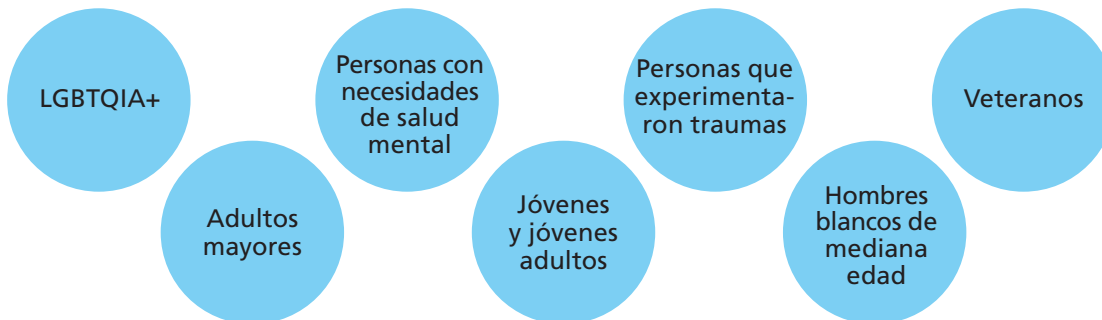 LGBTQIA+
Adultos
mayores
Personas con
necesidades
de salud
mental
Jóvenes
y jóvenes
adultos
Personas que
experimenta-
ron traumas
Hombres
blancos de
mediana
edad
Veteranos